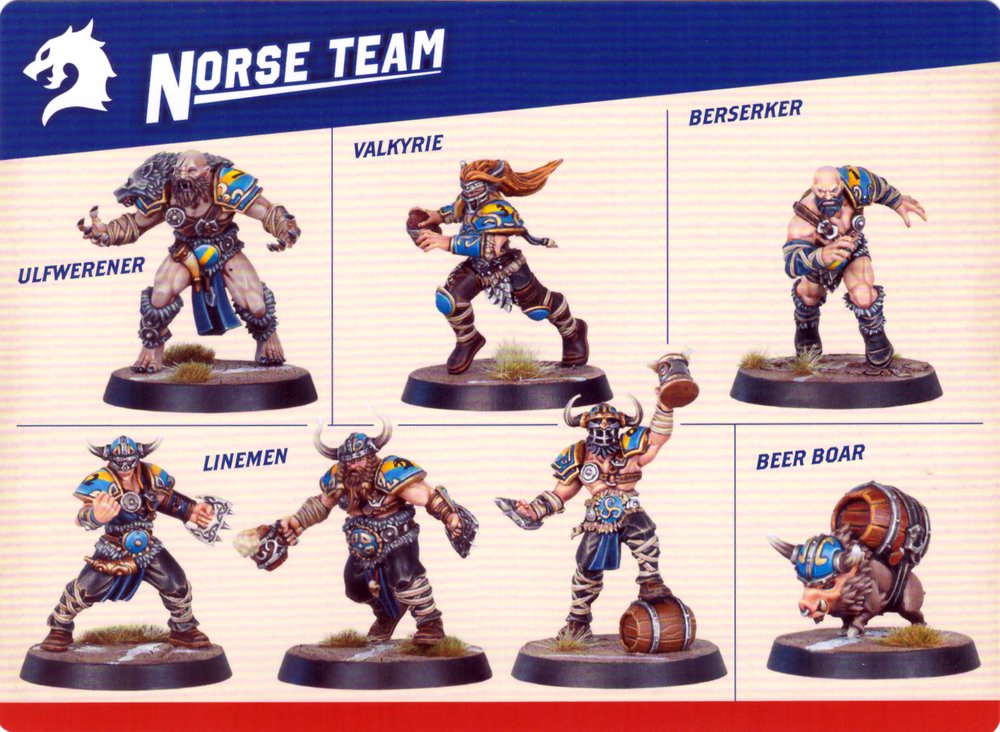 NORSE TEAM
BERSERKER
VALKYRIE
ULFWERENER
LINEMEN
BEER BOAR